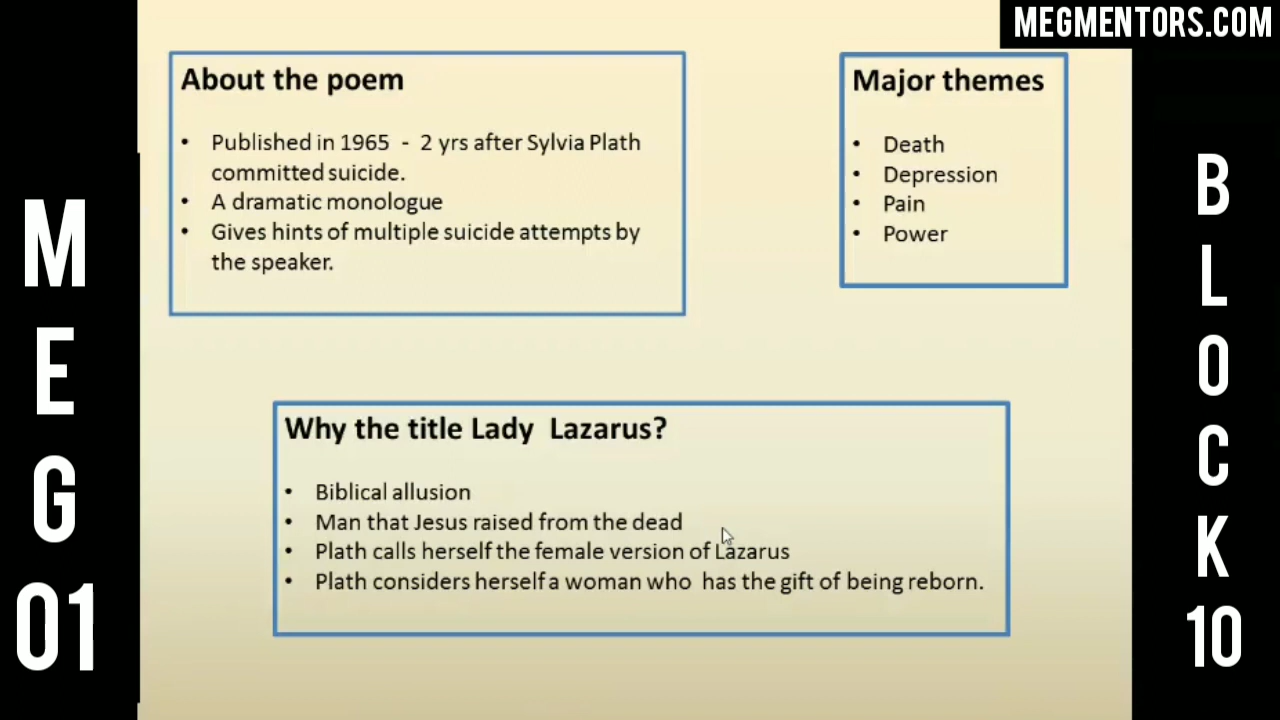 MEGMENTORS.COM
About the poem
• Published in 1965 - 2 yrs after Sylvia Plath
committed suicide.
• A dramatic monologue
• Gives hints of multiple suicide attempts by
the speaker.
Major themes
• Death
• Depression
• Pain
• Power
Why the title Lady Lazarus?
• Biblical allusion
• Man that Jesus raised from the dead
• Plath calls herself the female version of Lazarus
• Plath considers herself a woman who has the gift of being reborn.
MEG 01
BLOCK 10